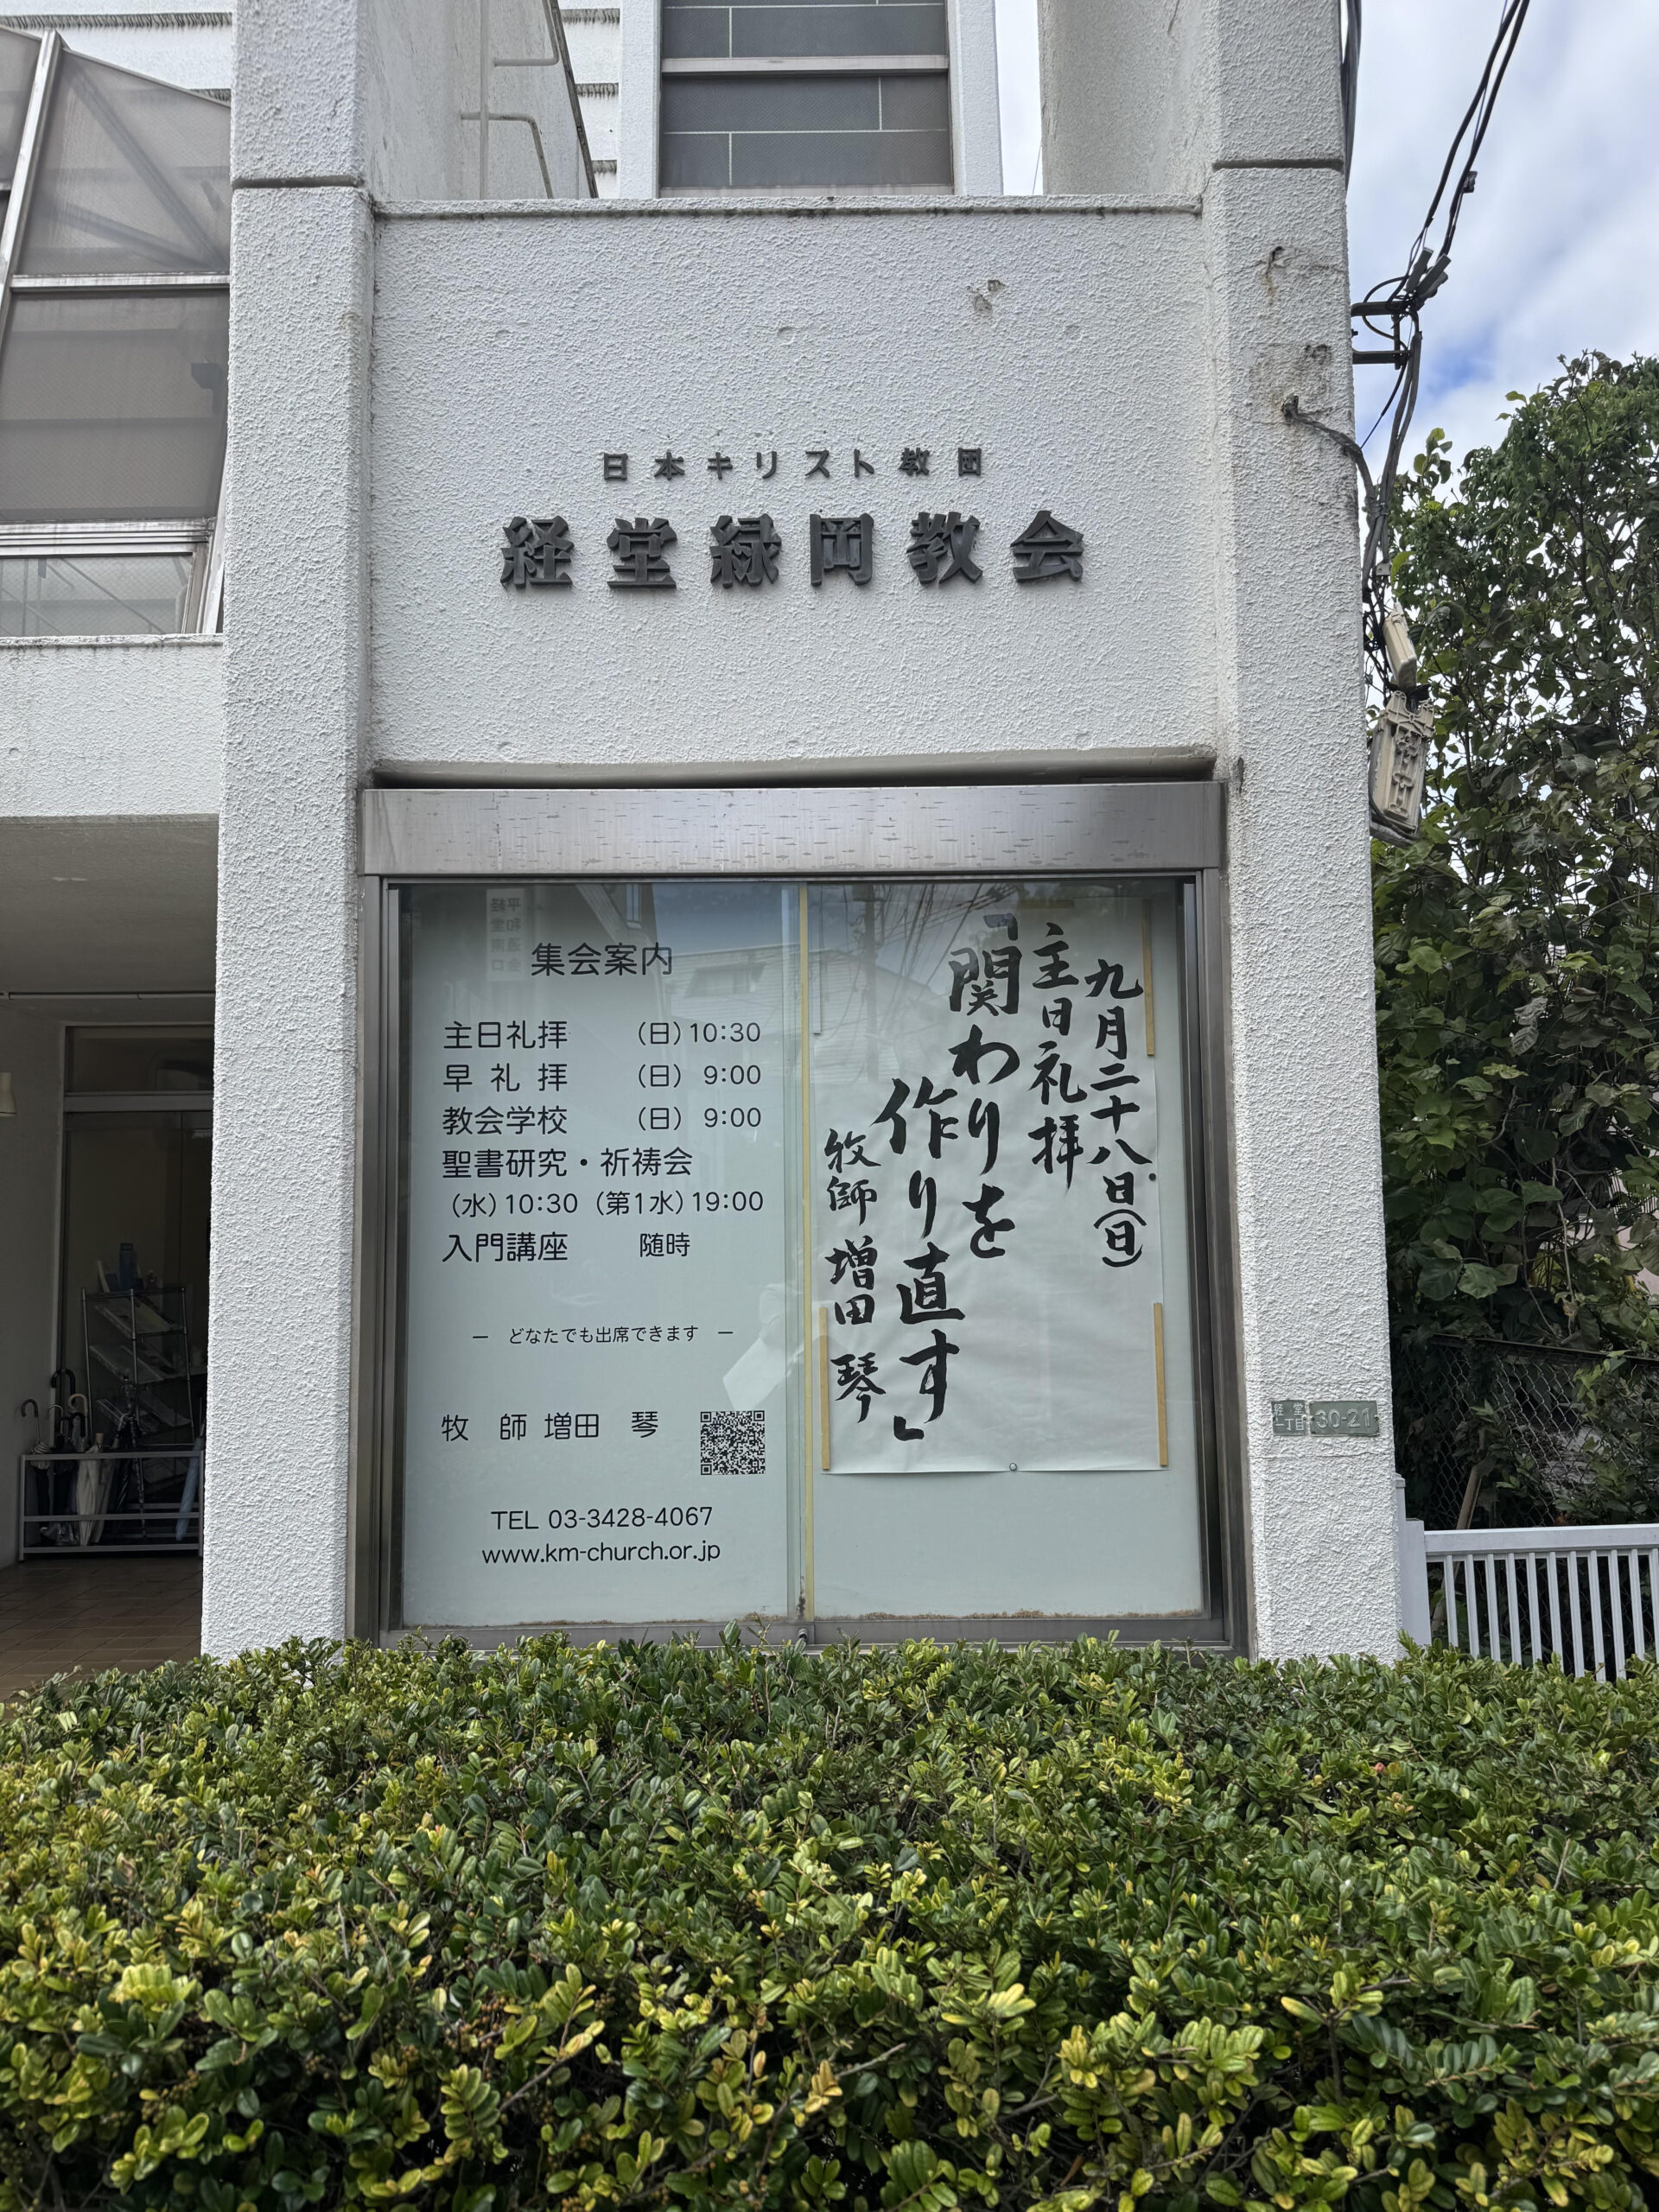 日本キリスト教団
経堂緑岡教会
集会案内
主日礼拝 (日)10:30
早礼拝 (日) 9:00
教会学校 (日) 9:00
聖書研究・祈祷会
(水)10:30 (第1水)19:00
入門講座 随時
― どなたでも出席できます ―
牧 師 増田 琴
TEL 03-3428-4067
www.km-church.or.jp
九月二十八日(日)
主日礼拝
「関わりを
作り直す」
牧師 増田 琴
経堂
一丁目
30-21